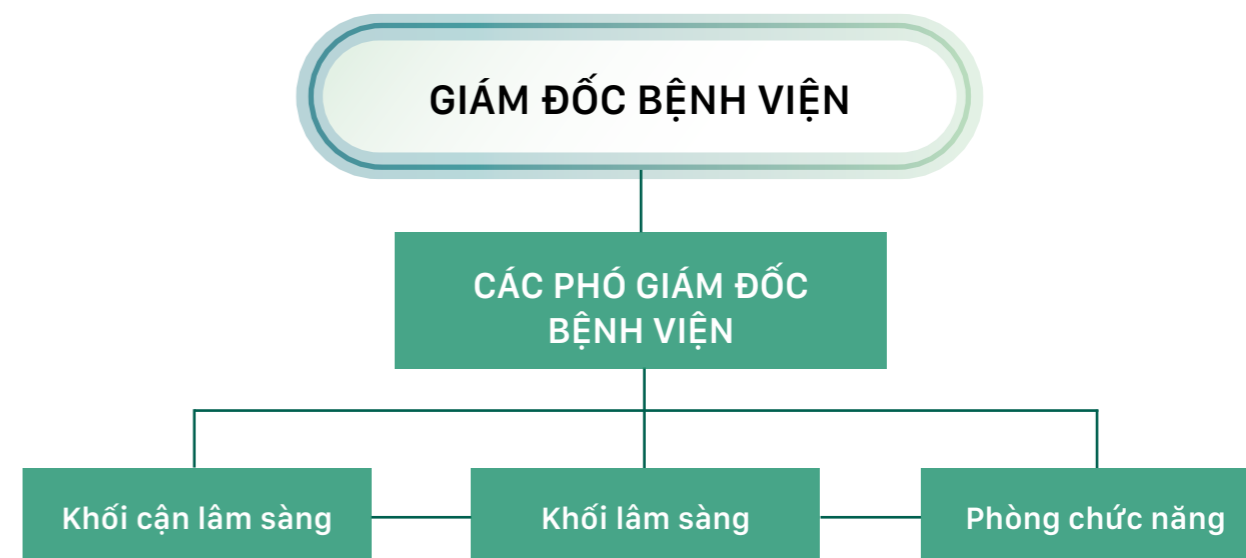 GIÁM ĐỐC BỆNH VIỆN
CÁC PHÓ GIÁM ĐỐC
BỆNH VIỆN
Khối cận lâm sàng
Khối lâm sàng
Phòng chức năng